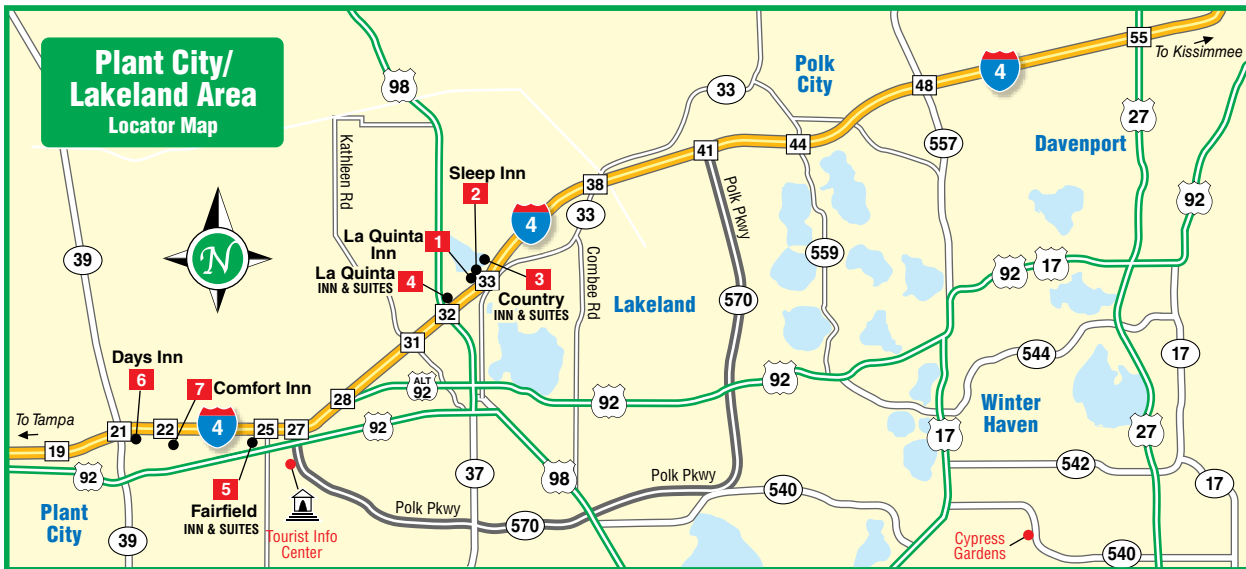 Plant City/
Lakeland Area
Locator Map
98
33
Polk
City
4
55
To Kissimmee
48
27
557
Davenport
41
44
Kathleen Rd
Sleep Inn
2
38
33
Polk Pkwy
92
4
La Quinta
Inn
1
39
N
La Quinta
INN & SUITES
4
33
3
Country
INN & SUITES
Combee Rd
Lakeland
570
559
92
17
32
31
544
17
Days Inn
6
7
Comfort Inn
28
ALT
92
92
92
Winter
Haven
To Tampa
19
21
22
4
25
27
92
17
27
92
5
Fairfield
INN & SUITES
37
98
Polk Pkwy
542
17
540
Plant
City
39
Tourist Info
Center
Polk Pkwy
570
Cypress
Gardens
540